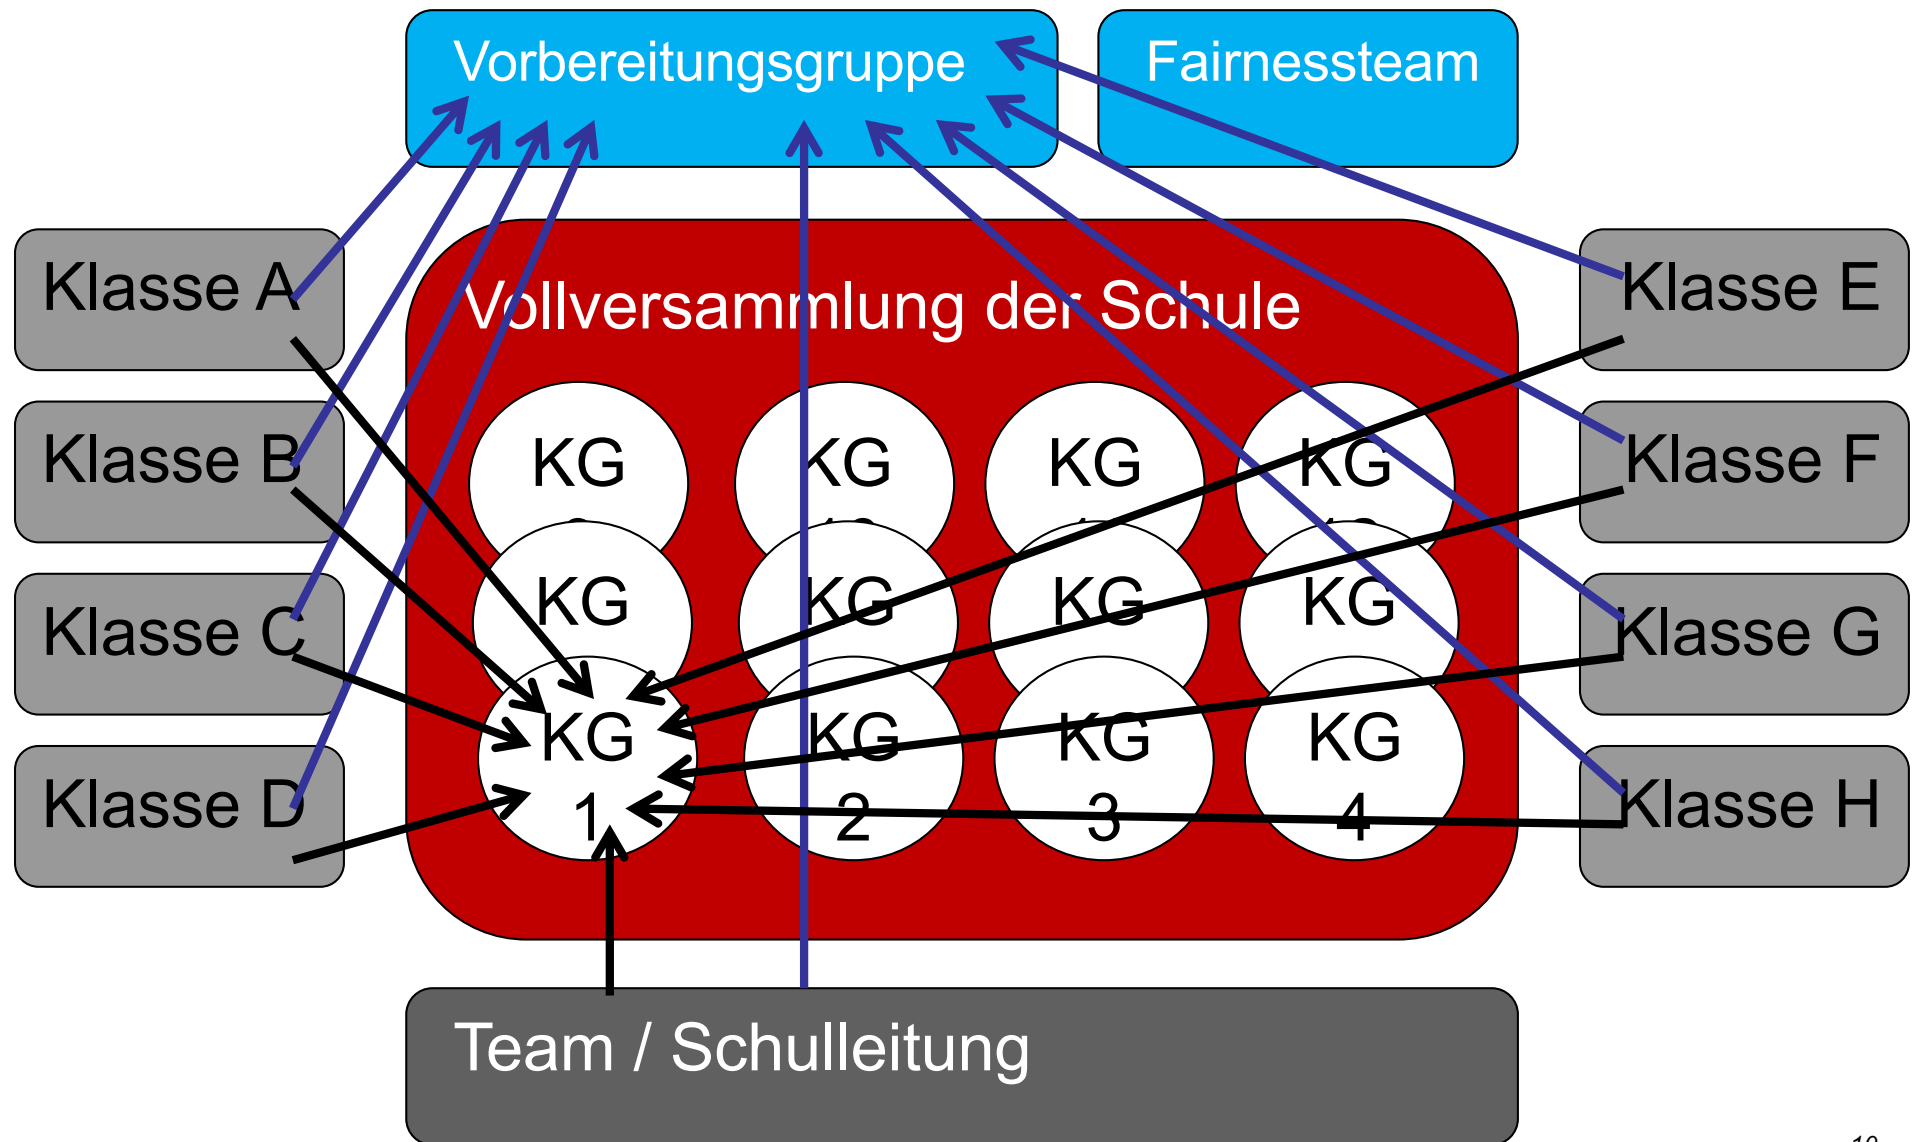 Vorbereitungsgruppe
Fairnessteam
Klasse A
Klasse B
Klasse C
Klasse D
Vollversammlung der Schule
KG
KG
KG
KG
KG
KG
KG
KG
KG
1
KG
2
KG
3
KG
4
Klasse E
Klasse F
Klasse G
Klasse H
Team / Schulleitung